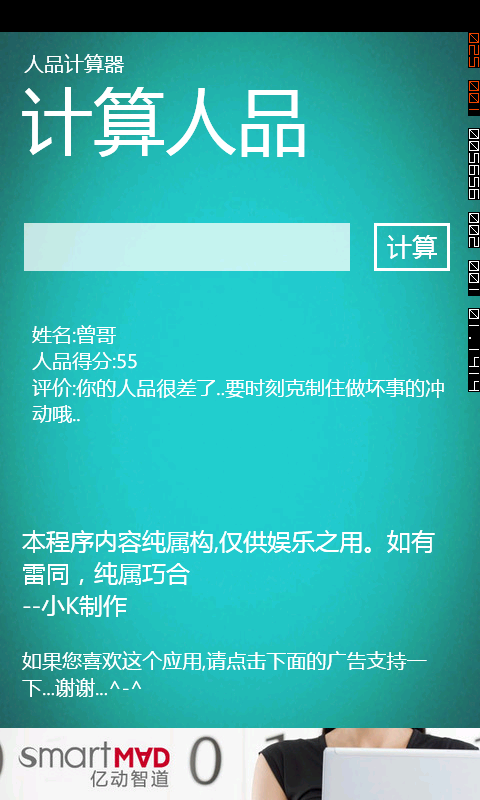 人品计算器
计算人品
计算
姓名:曾哥
人品得分:55
评价:你的人品很差了..要时刻克制住做坏事的冲
动哦..
本程序内容纯属构,仅供娱乐之用。如有
雷同，纯属巧合
--小K制作
如果您喜欢这个应用,请点击下面的广告支持一
下...谢谢...^-^
smartMAD
亿动智道
0 1